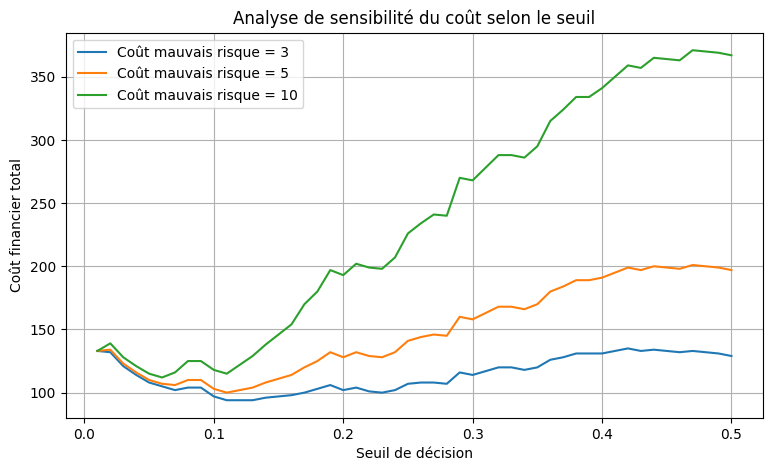 Analyse de sensibilité du coût selon le seuil
Coût mauvais risque = 3
Coût mauvais risque = 5
Coût mauvais risque = 10
Coût financier total
350
300
250
200
150
100
0.0 0.1 0.2 0.3 0.4 0.5
Seuil de décision